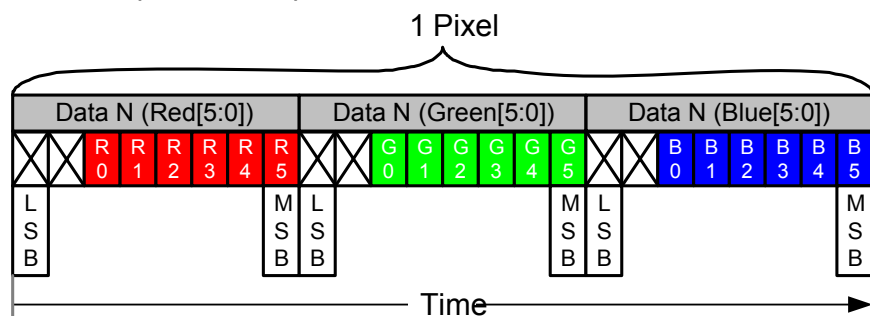 1 Pixel
Data N (Red[5:0]) Data N (Green[5:0]) Data N (Blue[5:0])
R R R R R R G G G G G G B B B B B B
0 1 2 3 4 5 0 1 2 3 4 5 0 1 2 3 4 5
L M L M L M
S S S S S S
B B B B B B
Time